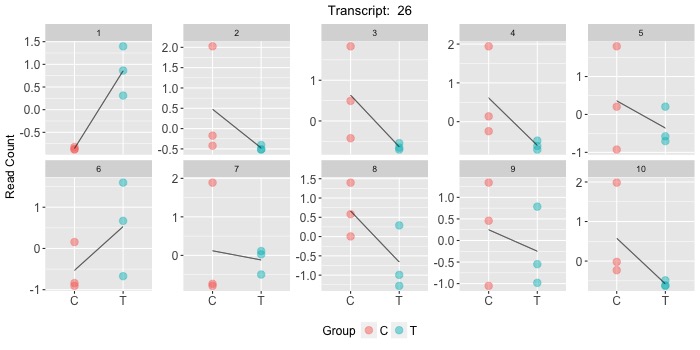 Transcript: 26
Read Count
1 2 3 4 5
1.5 1.0 0.5 0.0 -0.5
2.0 1.5 1.0 0.5 0.0 -0.5
1 0
2 1 0
1 0 -1
6 7 8 9 10
1 0 -1
2 1 0
1.5 1.0 0.5 0.0 -0.5 -1.0
1.0 0.5 0.0 -0.5 -1.0
2 1 0
C T C T C T C T C T
Group C T